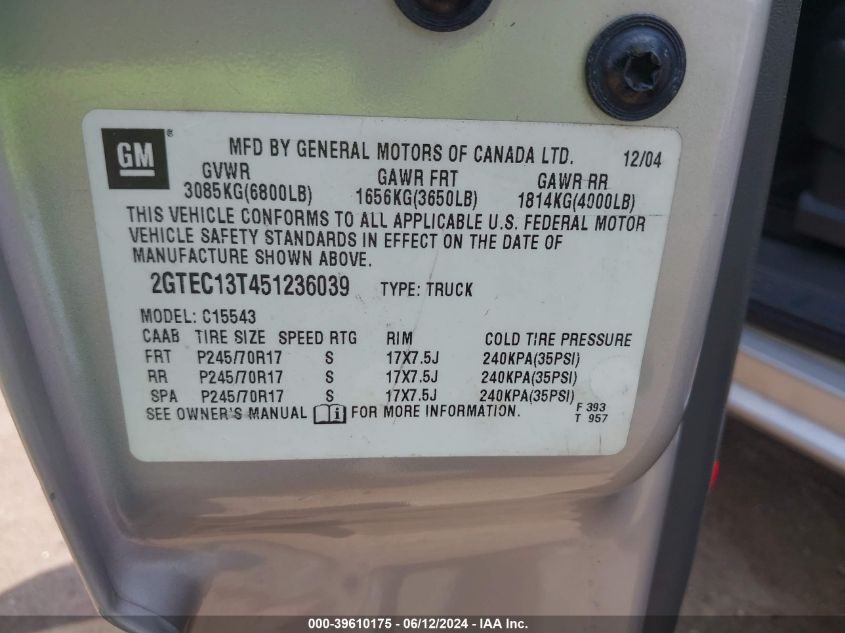 GM ®
MFD BY GENERAL MOTORS OF CANADA LTD. 12/04
GVWR GAWR FRT GAWR RR
3085KG(6800LB) 1656KG(3650LB) 1814KG(4000LB)
THIS VEHICLE CONFORMS TO ALL APPLICABLE U.S. FEDERAL MOTOR
VEHICLE SAFETY STANDARDS IN EFFECT ON THE DATE OF
MANUFACTURE SHOWN ABOVE.
2GTEC13T451236039 TYPE: TRUCK
MODEL: C15543
CAAB TIRE SIZE SPEED RTG RIM COLD TIRE PRESSURE
FRT P245/70R17 S 17X7.5J 240KPA(35PSI)
RR P245/70R17 S 17X7.5J 240KPA(35PSI)
SPA P245/70R17 S 17X7.5J 240KPA(35PSI)
SEE OWNER'S MANUAL i FOR MORE INFORMATION.
F 393
T 957
000-39610175 - 06/12/2024 - IAA Inc.